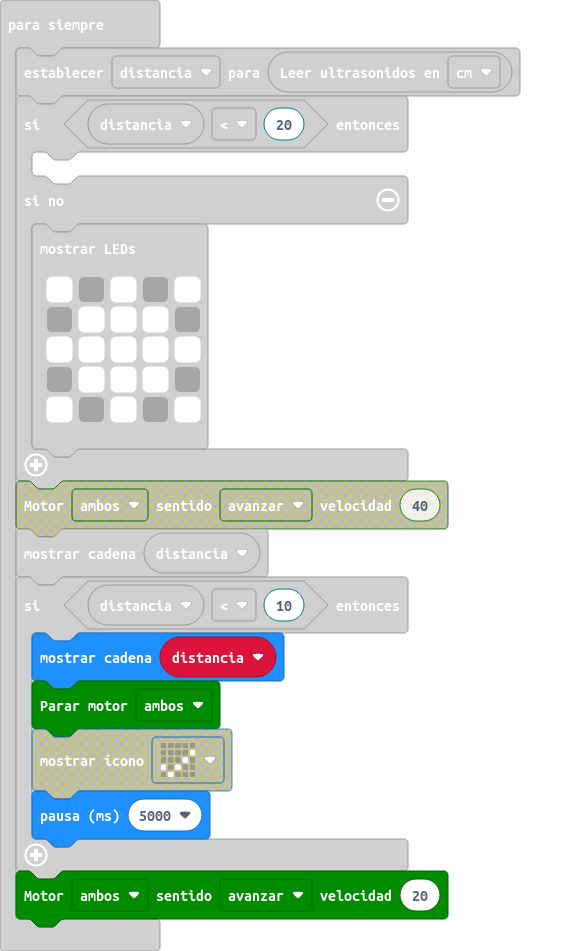 para siempre
establecer distancia para Leer ultrasonidos en cm
si distancia < 20 entonces
si no
mostrar LEDs
Motor ambos sentido avanzar velocidad 40
mostrar cadena distancia
si distancia < 10 entonces
mostrar cadena distancia
Parar motor ambos
mostrar icono
pausa (ms) 5000
Motor ambos sentido avanzar velocidad 20